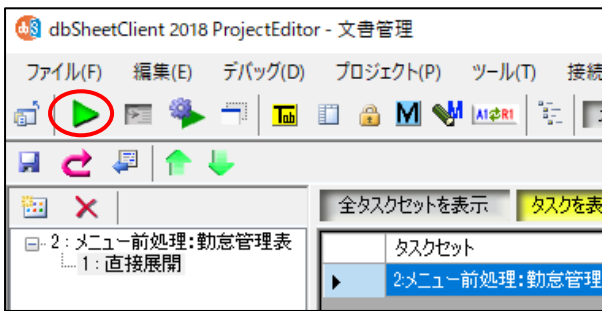 dbSheetClient 2018 ProjectEditor - 文書管理
ファイル(F) 編集(E) デバッグ(D) プロジェクト(P) ツール(T) 接続
Tab M M A1 R1
全タスクセットを表示 タスクを表
2 : メニュー前処理:勤怠管理表 タスクセット
1 : 直接展開 2:メニュー前処理:勤怠管理